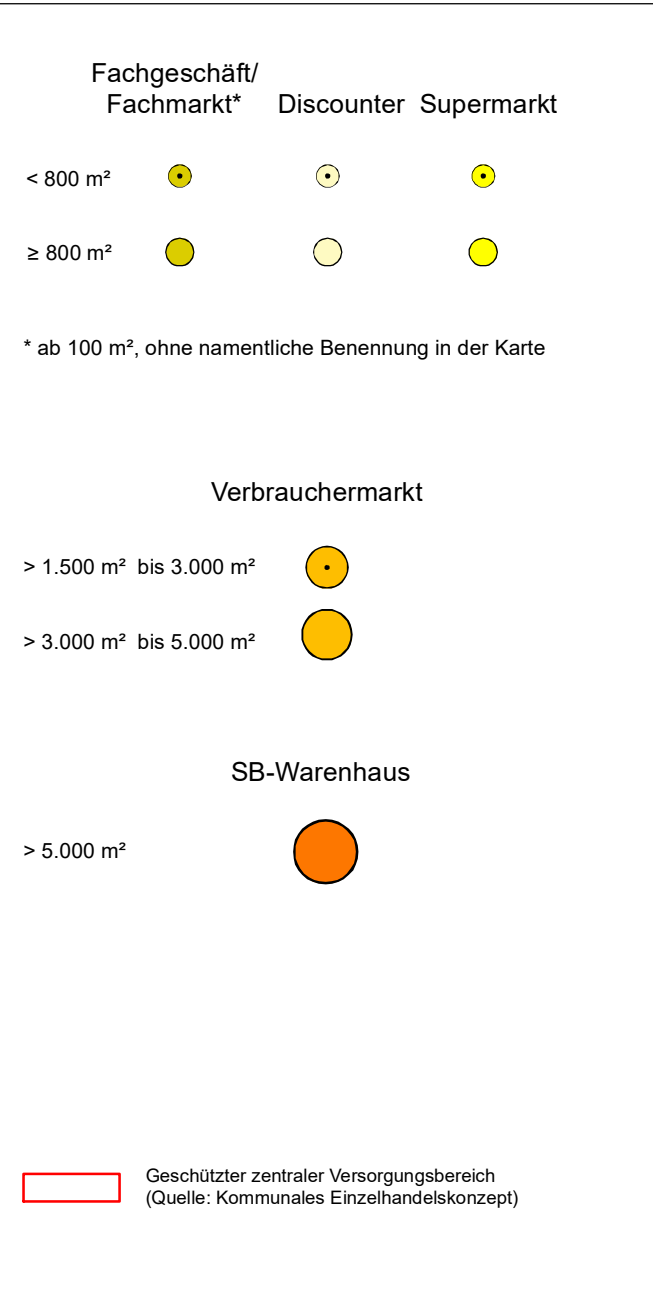 Fachgeschäft/
Fachmarkt* Discounter Supermarkt
< 800 m²
≥ 800 m²
* ab 100 m², ohne namentliche Benennung in der Karte
Verbrauchermarkt
> 1.500 m² bis 3.000 m²
> 3.000 m² bis 5.000 m²
SB-Warenhaus
> 5.000 m²
Geschützter zentraler Versorgungsbereich
(Quelle: Kommunales Einzelhandelskonzept)